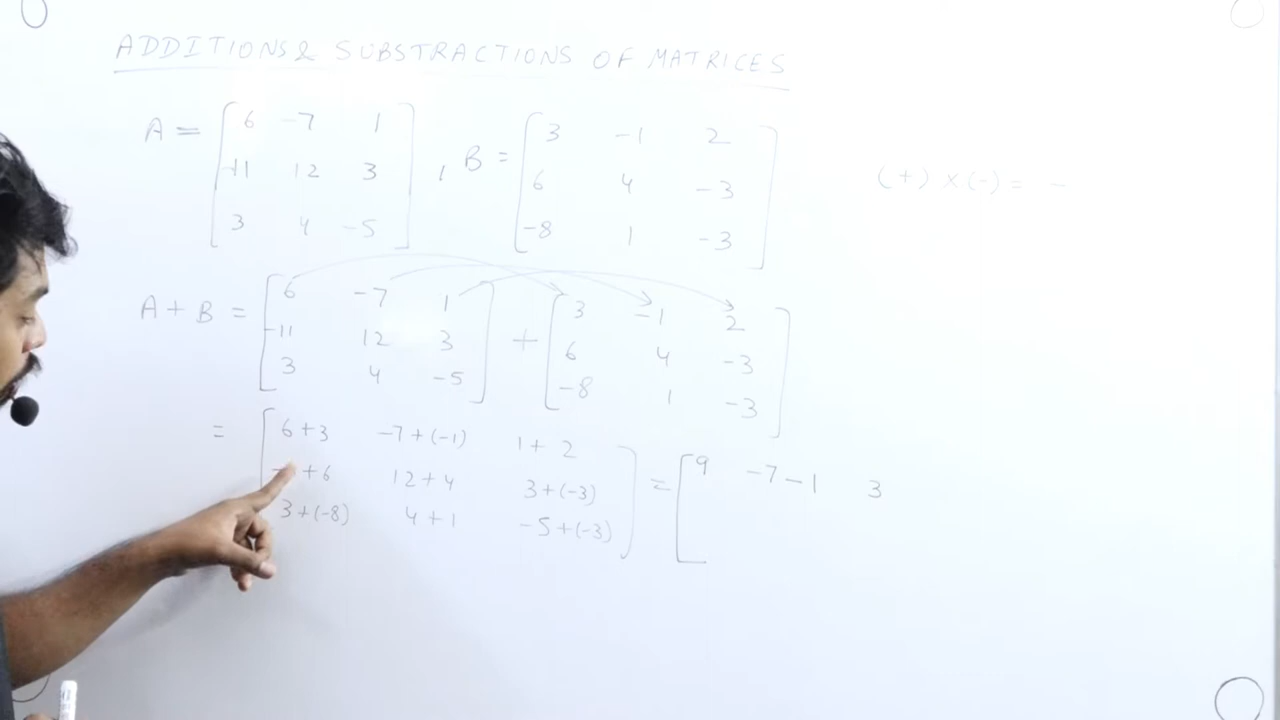 ADDITIONS & SUBSTRACTIONS OF MATRICES
A = [ 6 -7 1 , B = [ 3 -1 2 ]
-11 12 3 6 4 -3 (+) x (-) = -
3 4 -5 ] -8 1 -3 ]
A + B = [ 6 -7 1 ] + [ 3 -1 2 ]
-11 12 3 6 4 -3
3 4 -5 -8 1 -3
= [ 6+3 -7+(-1) 1+2 ] = [ 9 -7-1 3
+6 12+4 3+(-3)
3+(-8) 4+1 -5+(-3)